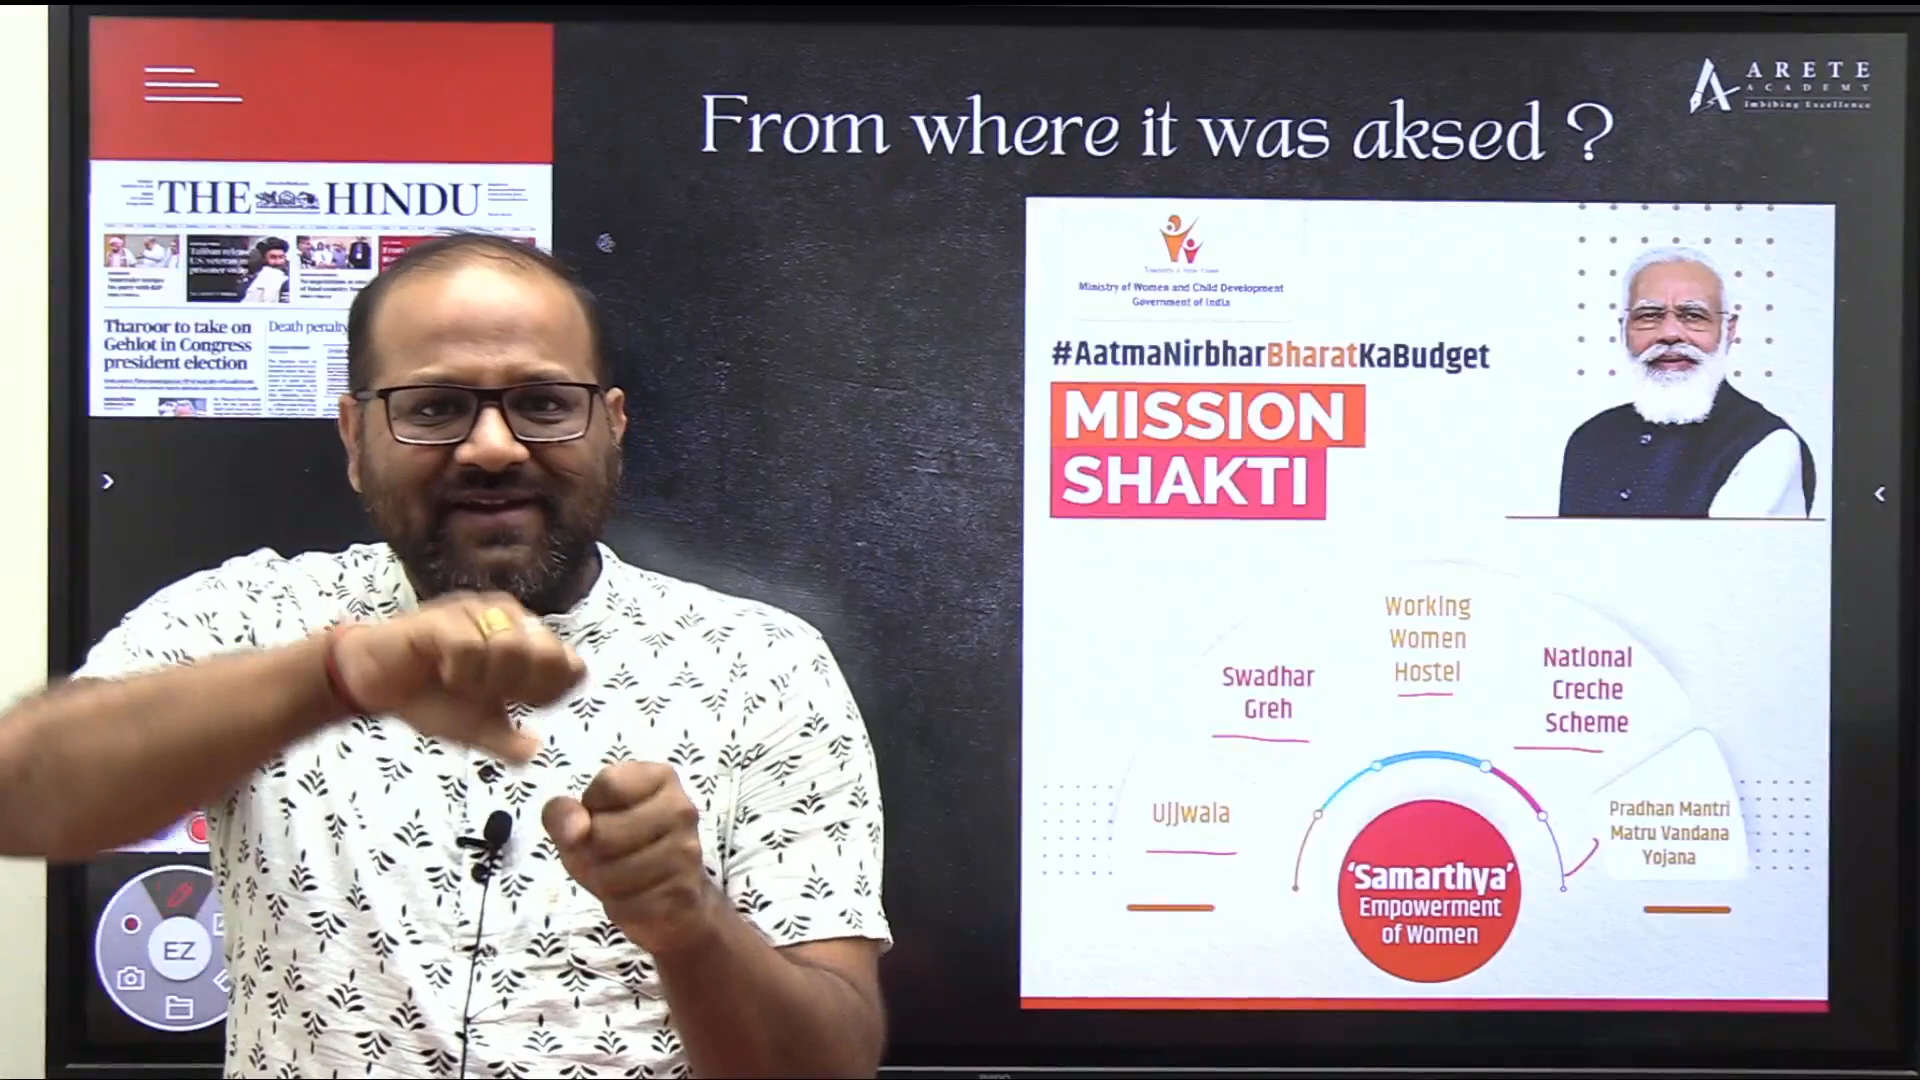 From where it was aksed ?
ARETE
ACADEMY
Imbibing Excellence
THE HINDU
Tharoor to take on
Gehlot in Congress
president election
Death penalty
Ministry of Women and Child Development
Government of India
#AatmaNirbharBharatKaBudget
MISSION
SHAKTI
Working
Women
Hostel
Swadhar
Greh
National
Creche
Scheme
Ujjwala
Pradhan Mantri
Matru Vandana
Yojana
'Samarthya'
Empowerment
of Women
EZ